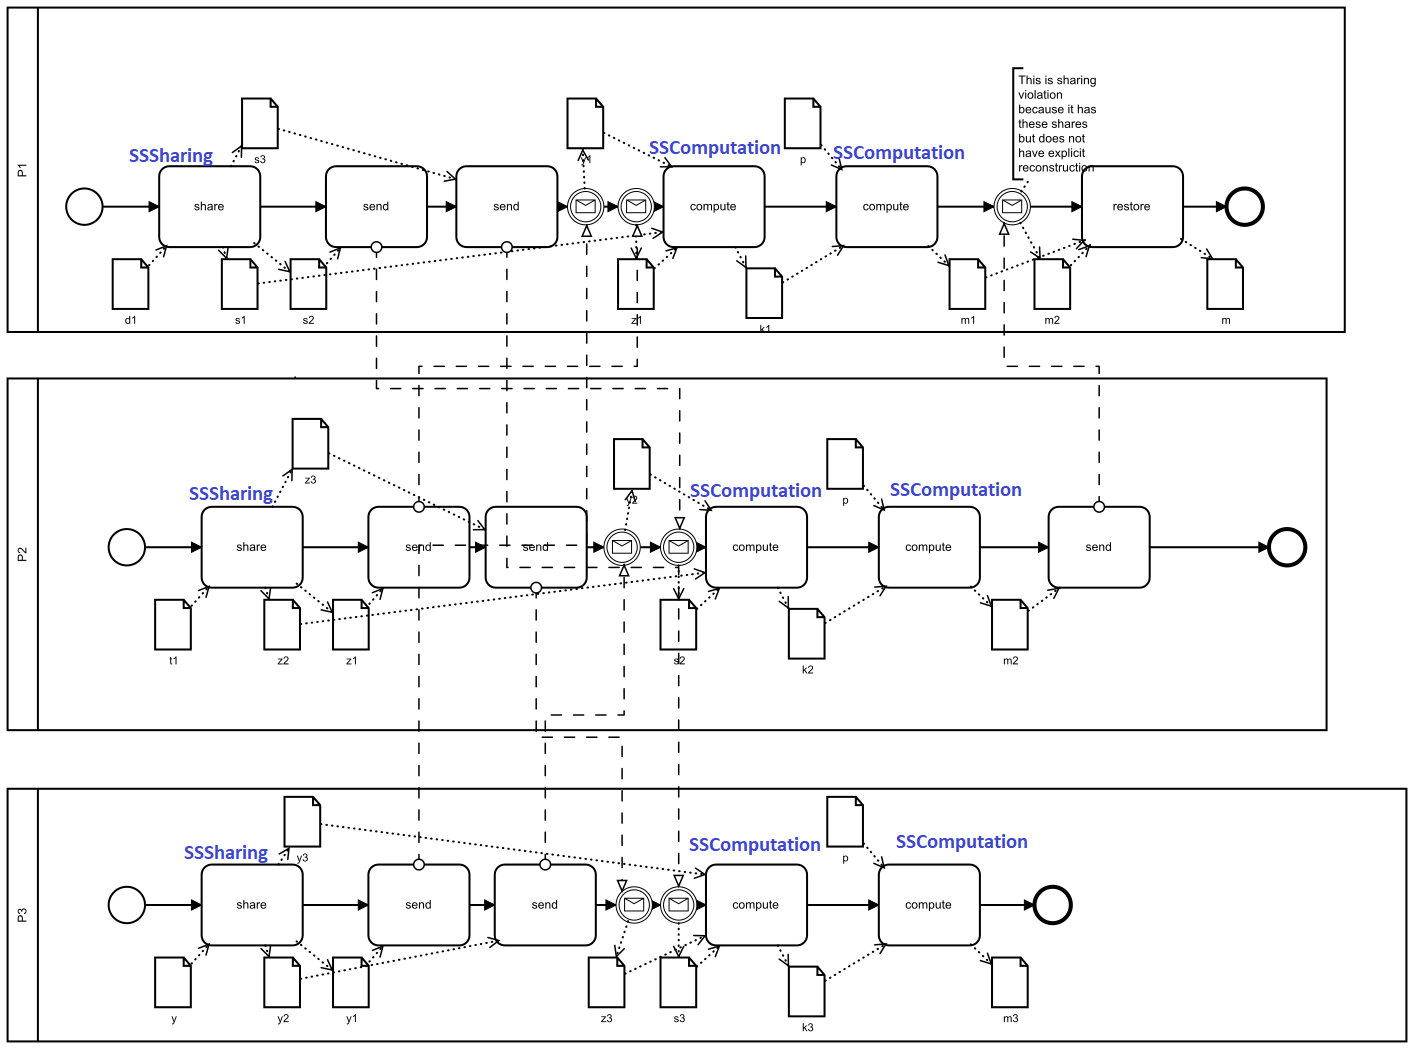 P1
This is sharing
violation
because it has
these shares
but does not
have explicit
reconstruction
s3
p
SSSharing
SSComputation
SSComputation
share
send
send
compute
compute
restore
d1
s1
s2
z1
k1
m1
m2
m
P2
z3
p
SSSharing
SSComputation
SSComputation
share
send
send
compute
compute
send
t1
z2
z1
s2
k2
m2
P3
y3
p
SSSharing
SSComputation
SSComputation
share
send
send
compute
compute
y
y2
y1
z3
s3
k3
m3